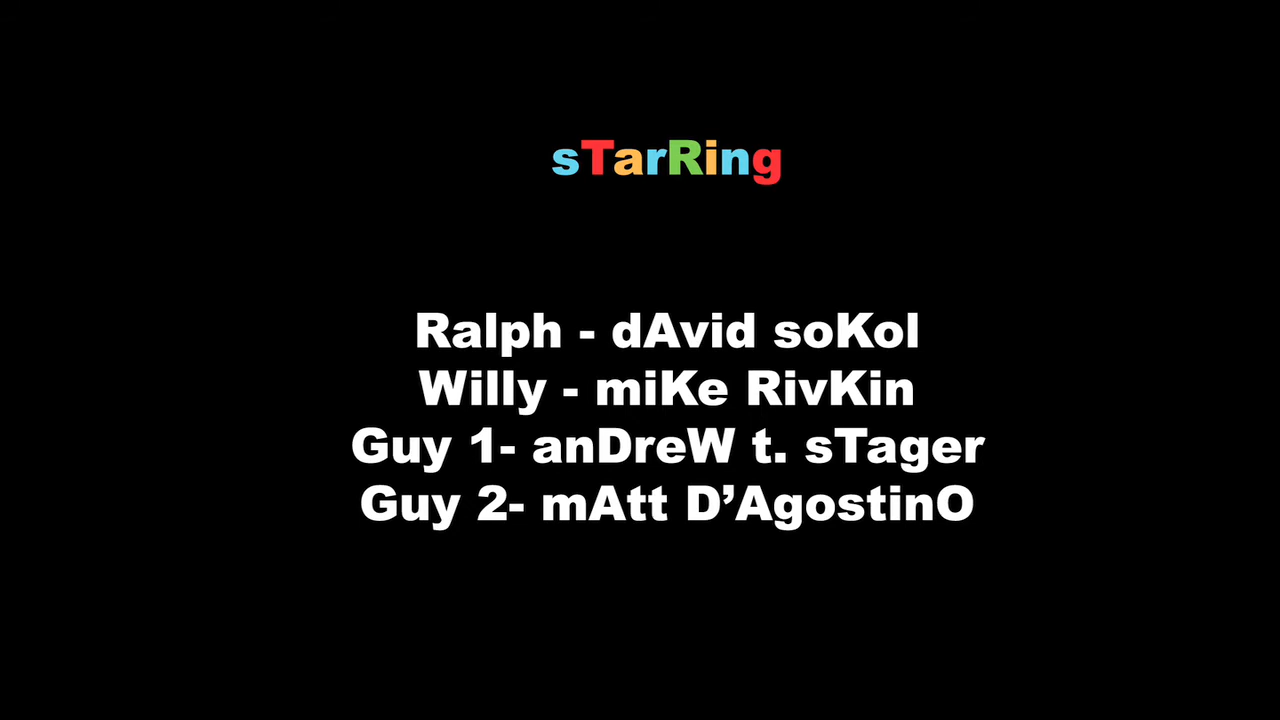 sTarRing
Ralph - dAvid soKol
Willy - miKe RivKin
Guy 1- anDreW t. sTager
Guy 2- mAtt D’AgostinO